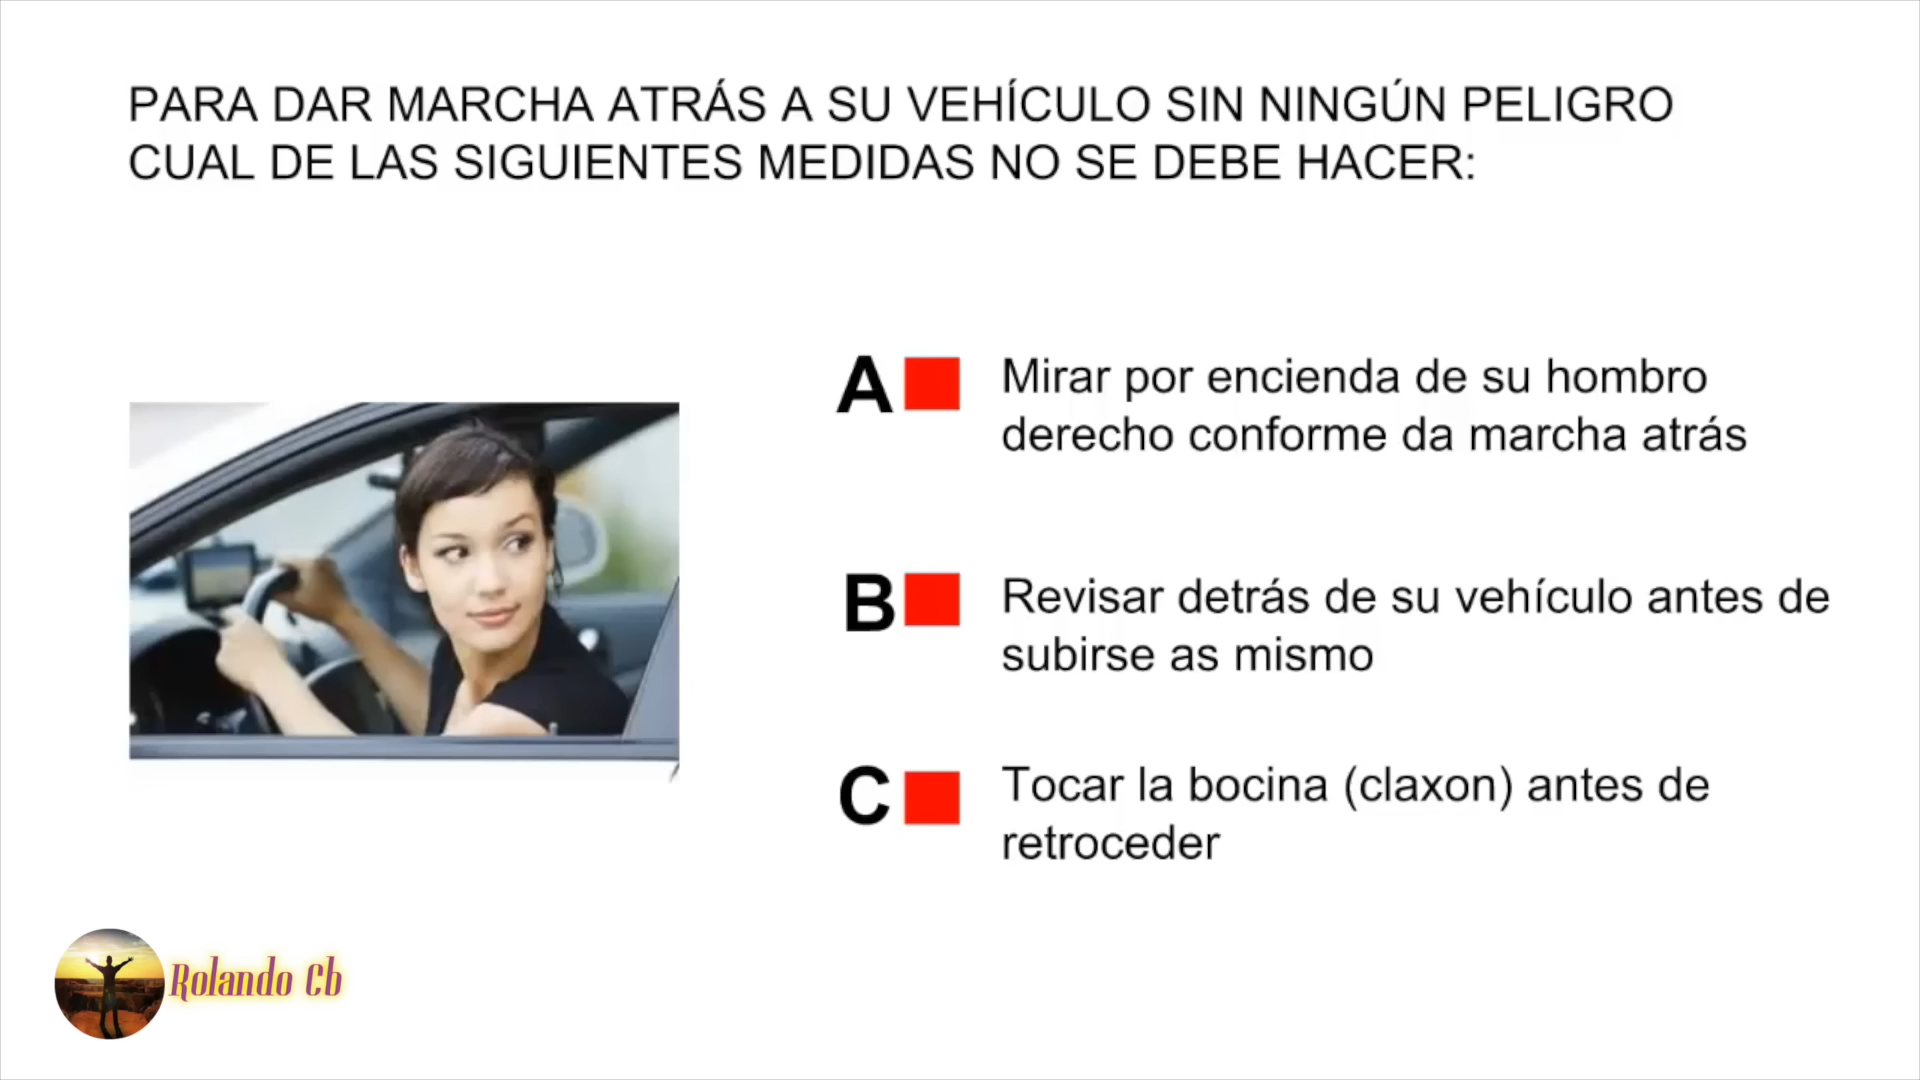 PARA DAR MARCHA ATRÁS A SU VEHÍCULO SIN NINGÚN PELIGRO
CUAL DE LAS SIGUIENTES MEDIDAS NO SE DEBE HACER:
A Mirar por encienda de su hombro
derecho conforme da marcha atrás
B Revisar detrás de su vehículo antes de
subirse as mismo
C Tocar la bocina (claxon) antes de
retroceder
Rolando Cb